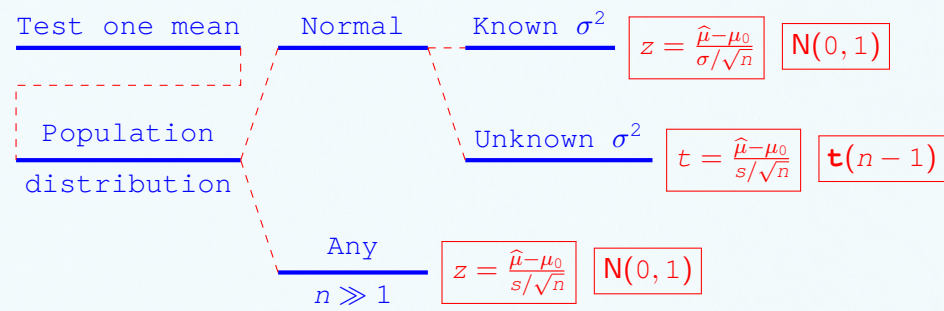 Test one mean
Normal
Known σ²
z = (μ̂−μ₀)/(σ/√n)
N(0, 1)
Population
distribution
Unknown σ²
t = (μ̂−μ₀)/(s/√n)
t(n − 1)
Any
n ≫ 1
z = (μ̂−μ₀)/(s/√n)
N(0, 1)